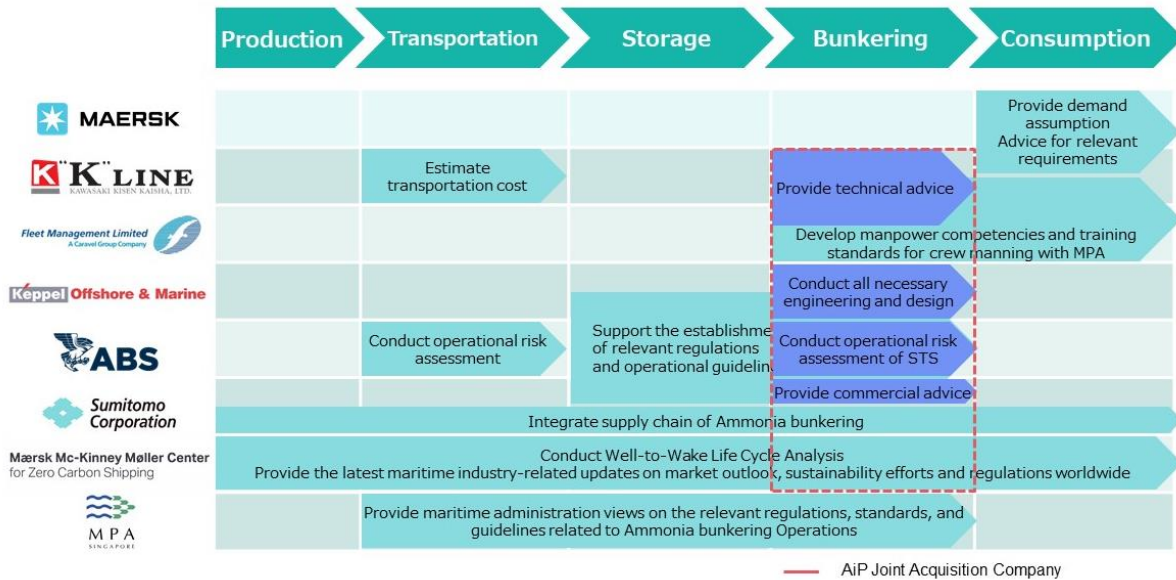 Production
Transportation
Storage
Bunkering
Consumption
MAERSK
Provide demand
assumption
Advice for relevant
requirements
K
"K" LINE
KAWASAKI KISEN KAISHA, LTD.
Estimate
transportation cost
Provide technical advice
Fleet Management Limited
A Caravel Group Company
Develop manpower competencies and training
standards for crew manning with MPA
Keppel Offshore & Marine
Conduct all necessary
engineering and design
ABS
Conduct operational risk
assessment
Support the establishme
of relevant regulations
and operational guidelin
Conduct operational risk
assessment of STS
Provide commercial advice
Sumitomo
Corporation
Integrate supply chain of Ammonia bunkering
Mærsk Mc-Kinney Møller Center
for Zero Carbon Shipping
Conduct Well-to-Wake Life Cycle Analysis
Provide the latest maritime industry-related updates on market outlook, sustainability efforts and regulations worldwide
MPA
SINGAPORE
Provide maritime administration views on the relevant regulations, standards, and
guidelines related to Ammonia bunkering Operations
AiP Joint Acquisition Company